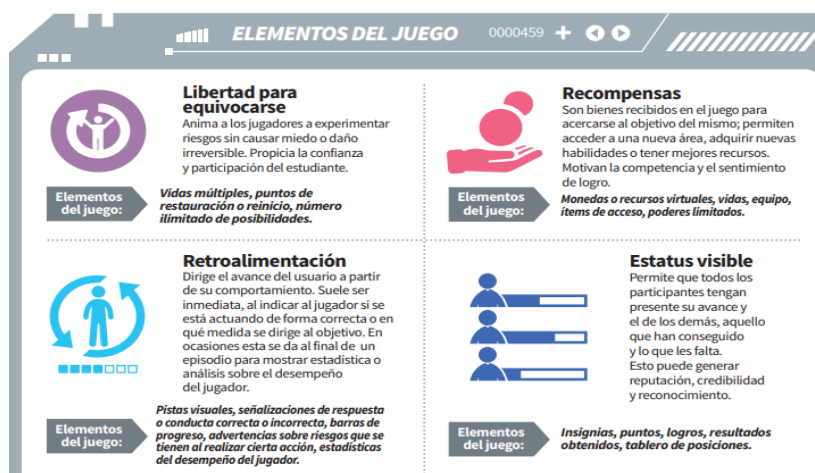 ELEMENTOS DEL JUEGO
0000459
Libertad para
equivocarse
Anima a los jugadores a experimentar
riesgos sin causar miedo o daño
irreversible. Propicia la confianza
y participación del estudiante.
Elementos
del juego:
Vidas múltiples, puntos de
restauración o reinicio, número
ilimitado de posibilidades.
Recompensas
Son bienes recibidos en el juego para
acercarse al objetivo del mismo; permiten
acceder a una nueva área, adquirir nuevas
habilidades o tener mejores recursos.
Motivan la competencia y el sentimiento
de logro.
Elementos
del juego:
Monedas o recursos virtuales, vidas, equipo,
ítems de acceso, poderes limitados.
Retroalimentación
Dirige el avance del usuario a partir
de su comportamiento. Suele ser
inmediata, al indicar al jugador si se
está actuando de forma correcta o en
qué medida se dirige al objetivo. En
ocasiones esta se da al final de un
episodio para mostrar estadística o
análisis sobre el desempeño
del jugador.
Elementos
del juego:
Pistas visuales, señalizaciones de respuesta
o conducta correcta o incorrecta, barras de
progreso, advertencias sobre riesgos que se
tienen al realizar cierta acción, estadísticas
del desempeño del jugador.
Estatus visible
Permite que todos los
participantes tengan
presente su avance y
el de los demás, aquello
que han conseguido
y lo que les falta.
Esto puede generar
reputación, credibilidad
y reconocimiento.
Elementos
del juego:
Insignias, puntos, logros, resultados
obtenidos, tablero de posiciones.